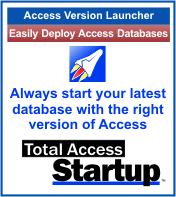 Access Version Launcher
Easily Deploy Access Databases
Always start your latest
database with the right
version of Access
Total Access
Startup™